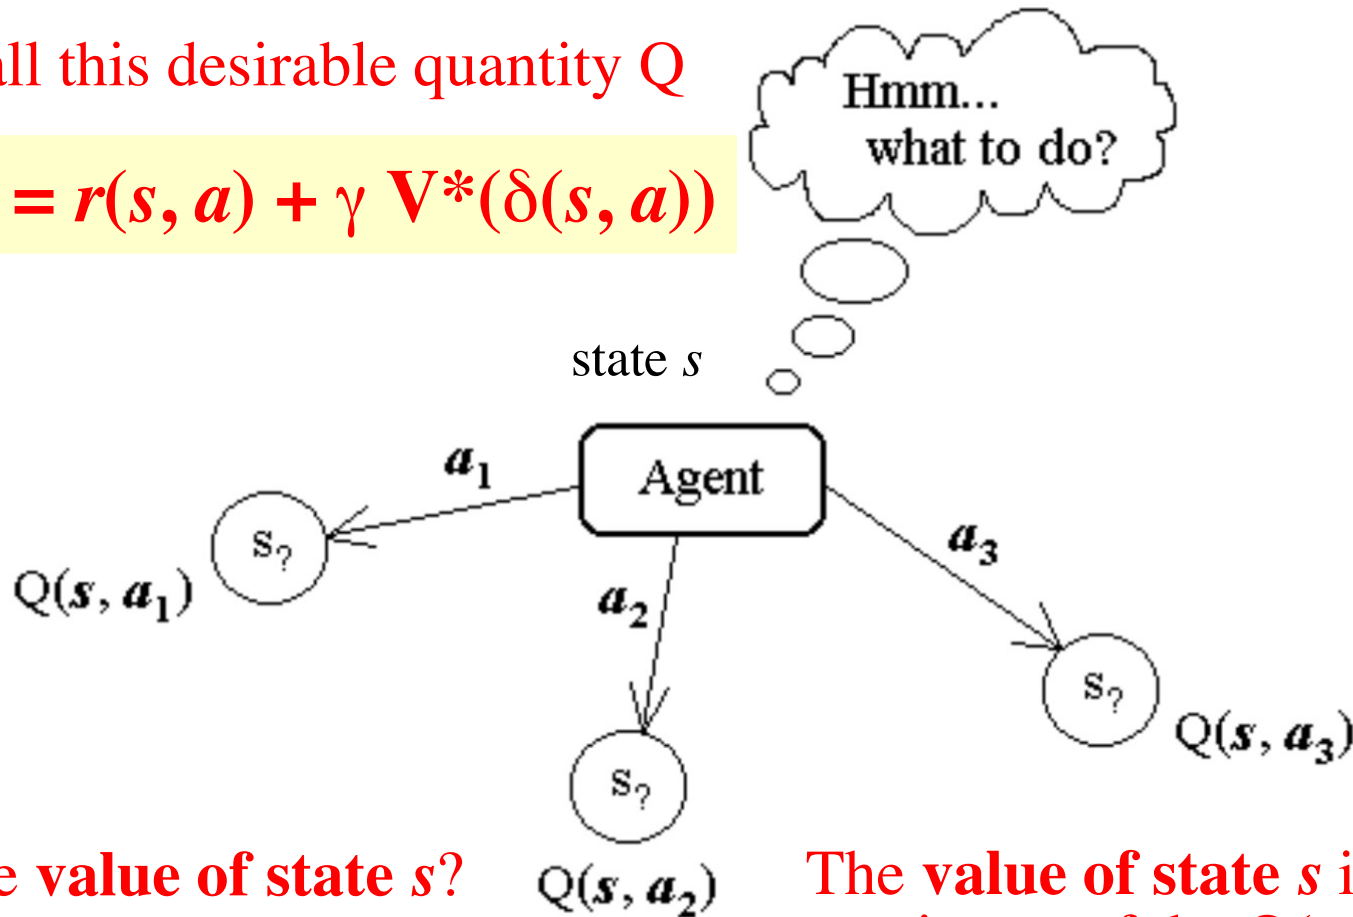 all this desirable quantity Q
Hmm...
what to do?
= r(s, a) + γ V*(δ(s, a))
state s
Agent
a₁
a₂
a₃
s?
Q(s, a₁)
s?
Q(s, a₃)
s?
Q(s, a₂)
value of state s?
The value of state s